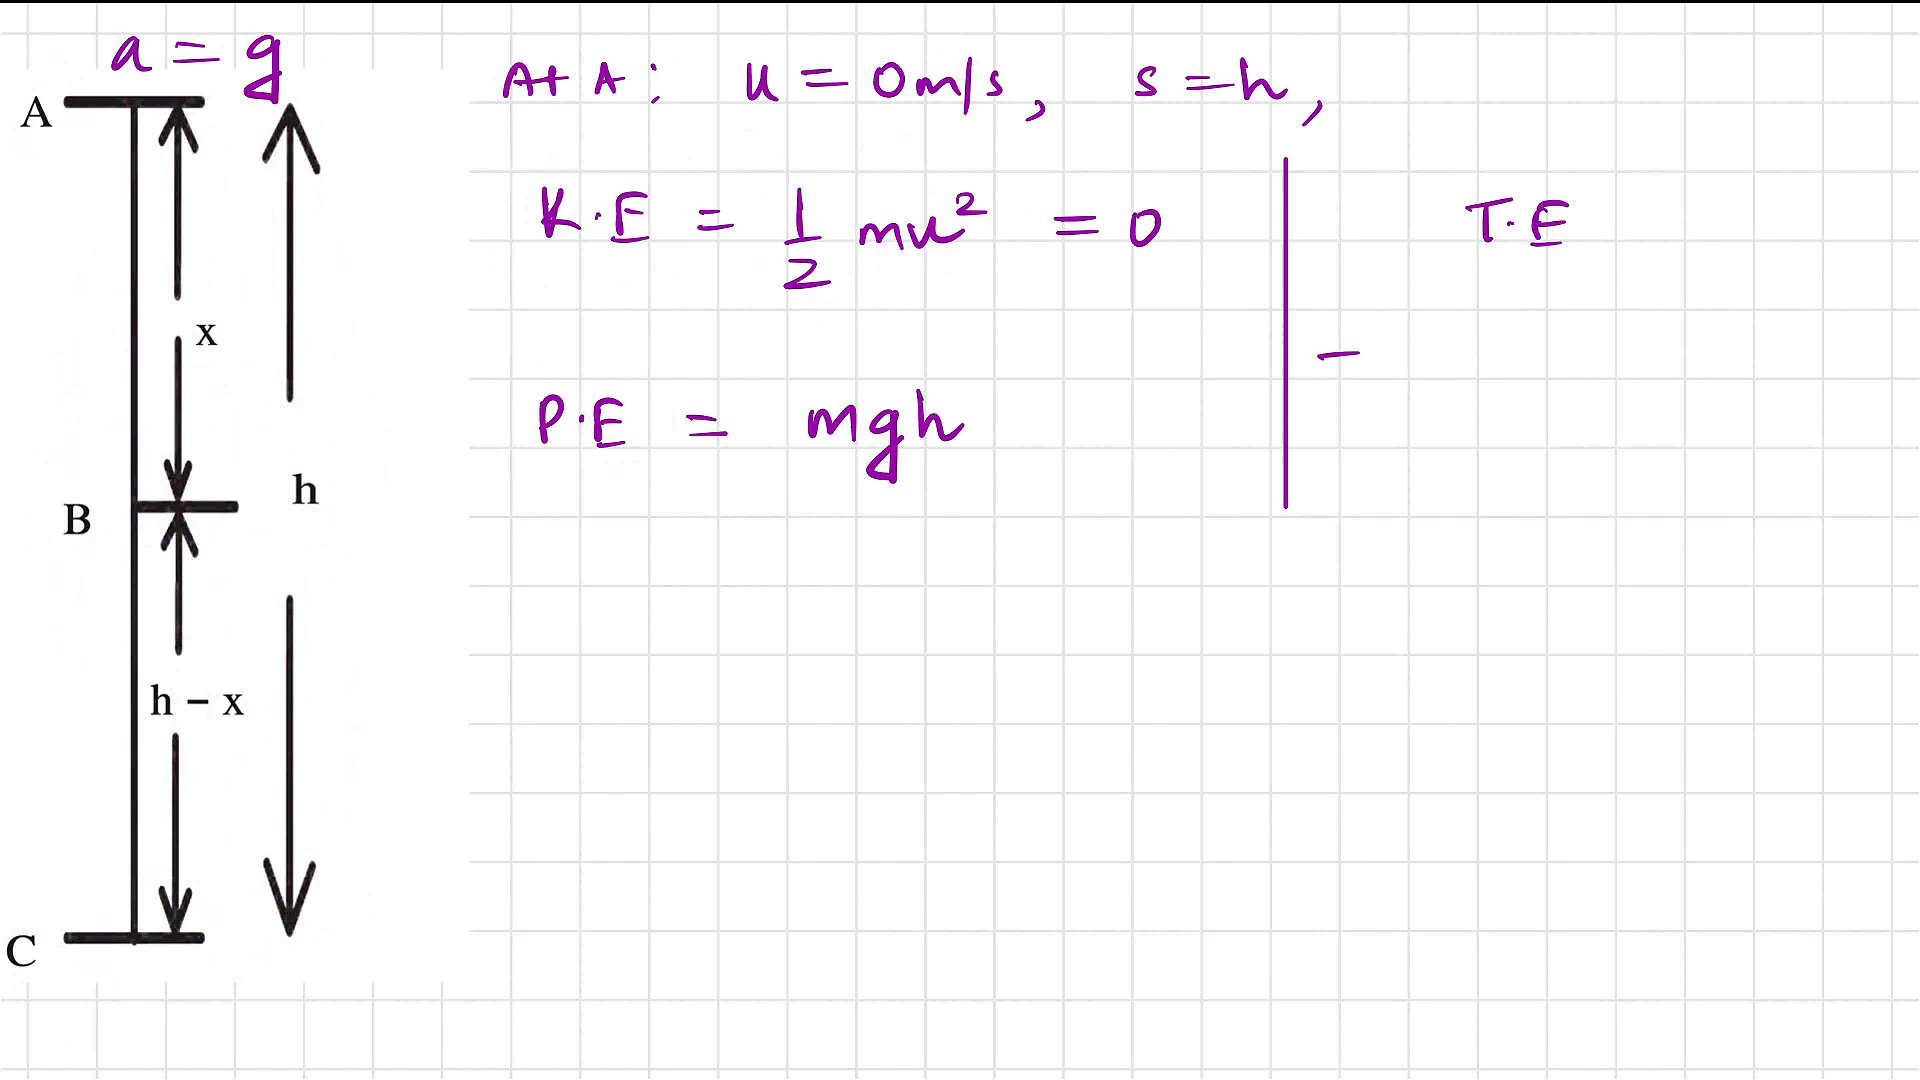 a = g
A
x
B
h
h – x
C
At A : u = 0 m/s, s = h,
K.E = 1/2 mu² = 0
T.E
–
P.E = mgh